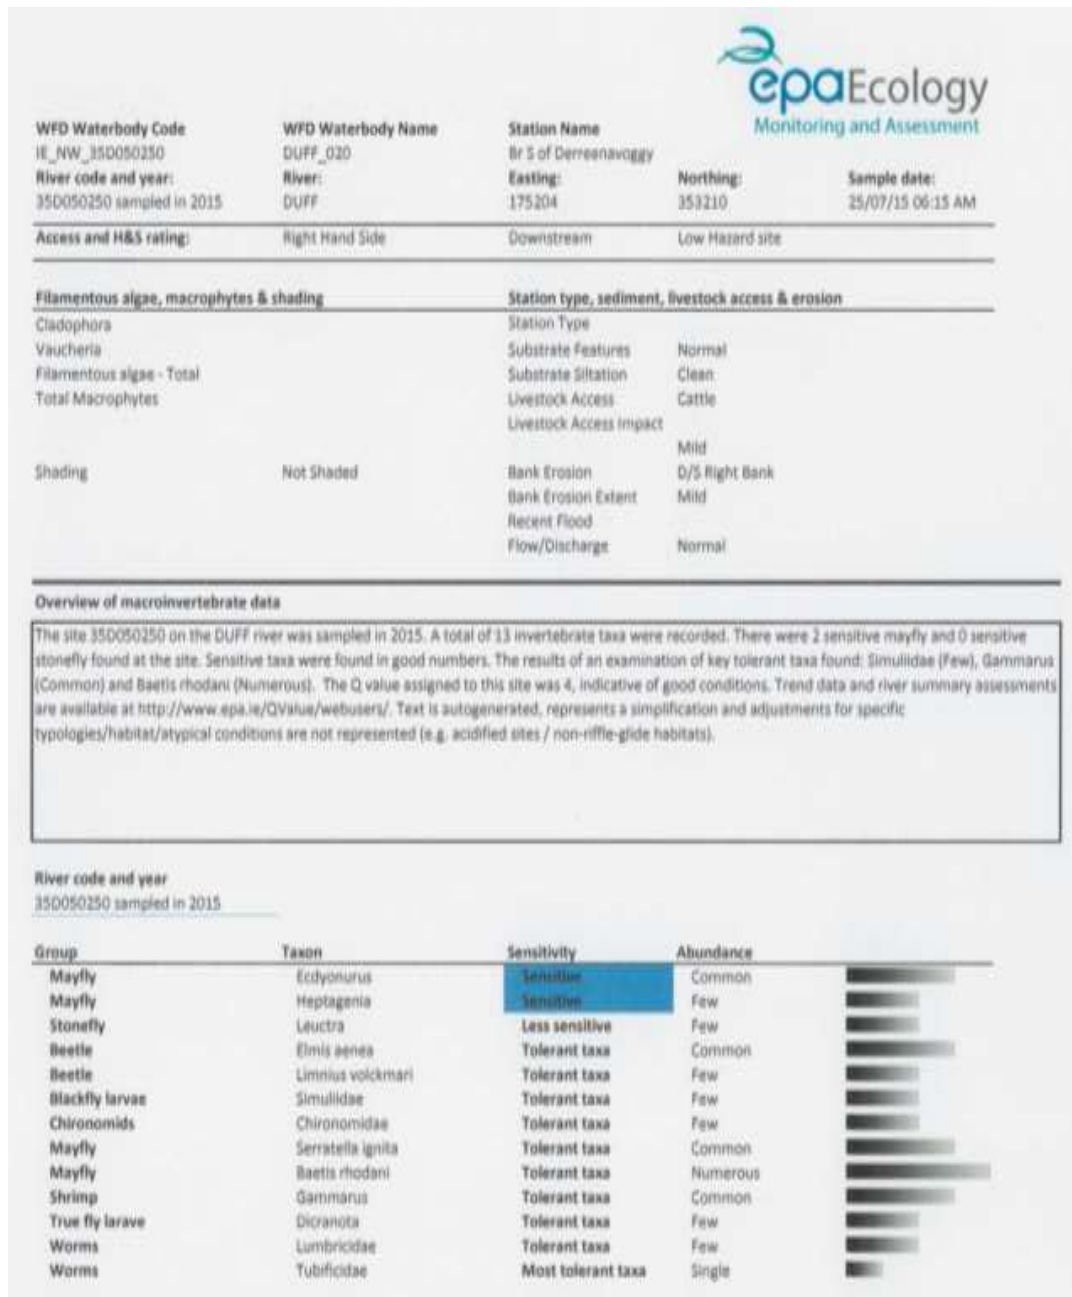 epaEcology
Monitoring and Assessment
WFD Waterbody Code WFD Waterbody Name Station Name
IE_NW_35D050250 DUFF_020 Br S of Derreenavoggy
River code and year: River: Easting: Northing: Sample date:
35D050250 sampled in 2015 DUFF 175204 353210 25/07/15 06:15 AM
Access and H&S rating: Right Hand Side Downstream Low Hazard site
Filamentous algae, macrophytes & shading Station type, sediment, livestock access & erosion
Cladophora Station Type
Vaucheria Substrate Features Normal
Filamentous algae - Total Substrate Siltation Clean
Total Macrophytes Livestock Access Cattle
Livestock Access Impact
Mild
Shading Not Shaded Bank Erosion D/S Right Bank
Bank Erosion Extent Mild
Recent Flood
Flow/Discharge Normal
Overview of macroinvertebrate data
The site 35D050250 on the DUFF river was sampled in 2015. A total of 13 invertebrate taxa were recorded. There were 2 sensitive mayfly and 0 sensitive
stonefly found at the site. Sensitive taxa were found in good numbers. The results of an examination of key tolerant taxa found: Simuliidae (Few), Gammarus
(Common) and Baetis rhodani (Numerous). The Q value assigned to this site was 4, indicative of good conditions. Trend data and river summary assessments
are available at http://www.epa.ie/QValue/webusers/. Text is autogenerated, represents a simplification and adjustments for specific
typologies/habitat/atypical conditions are not represented (e.g. acidified sites / non-riffle-glide habitats).
River code and year
35D050250 sampled in 2015
Group Taxon Sensitivity Abundance
Mayfly Ecdyonurus Sensitive Common
Mayfly Heptagenia Sensitive Few
Stonefly Leuctra Less sensitive Few
Beetle Elmis aenea Tolerant taxa Common
Beetle Limnius volckmari Tolerant taxa Few
Blackfly larvae Simuliidae Tolerant taxa Few
Chironomids Chironomidae Tolerant taxa Few
Mayfly Serratella ignita Tolerant taxa Common
Mayfly Baetis rhodani Tolerant taxa Numerous
Shrimp Gammarus Tolerant taxa Common
True fly larave Dicranota Tolerant taxa Few
Worms Lumbricidae Tolerant taxa Few
Worms Tubificidae Most tolerant taxa Single